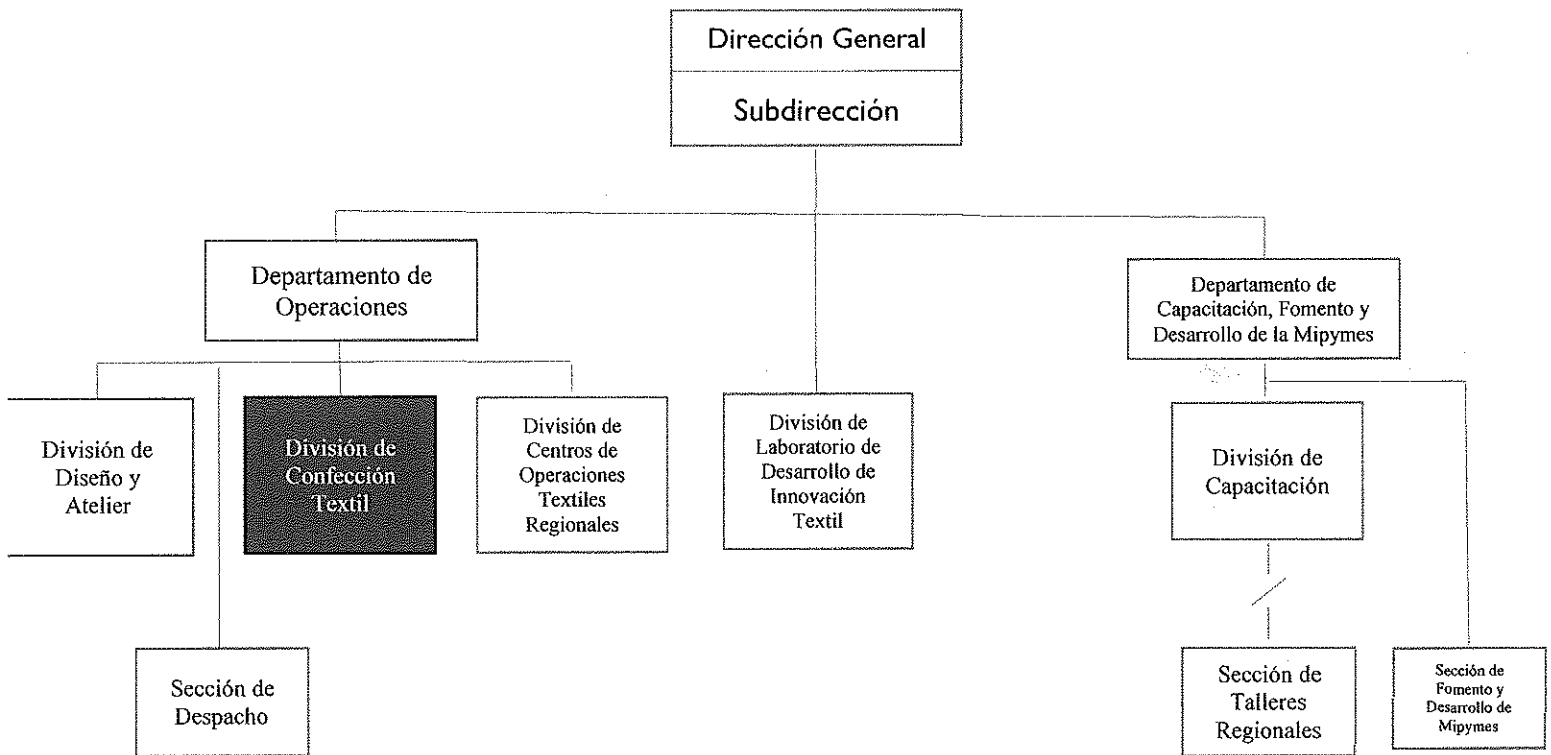 Dirección General
Subdirección
Departamento de
Operaciones
Departamento de
Capacitación, Fomento y
Desarrollo de la Mipymes
División de
Diseño y
Atelier
División de
Confección
Textil
División de
Centros de
Operaciones
Textiles
Regionales
División de
Laboratorio de
Desarrollo de
Innovación
Textil
División de
Capacitación
Sección de
Despacho
Sección de
Talleres
Regionales
Sección de
Fomento y
Desarrollo de
Mipymes